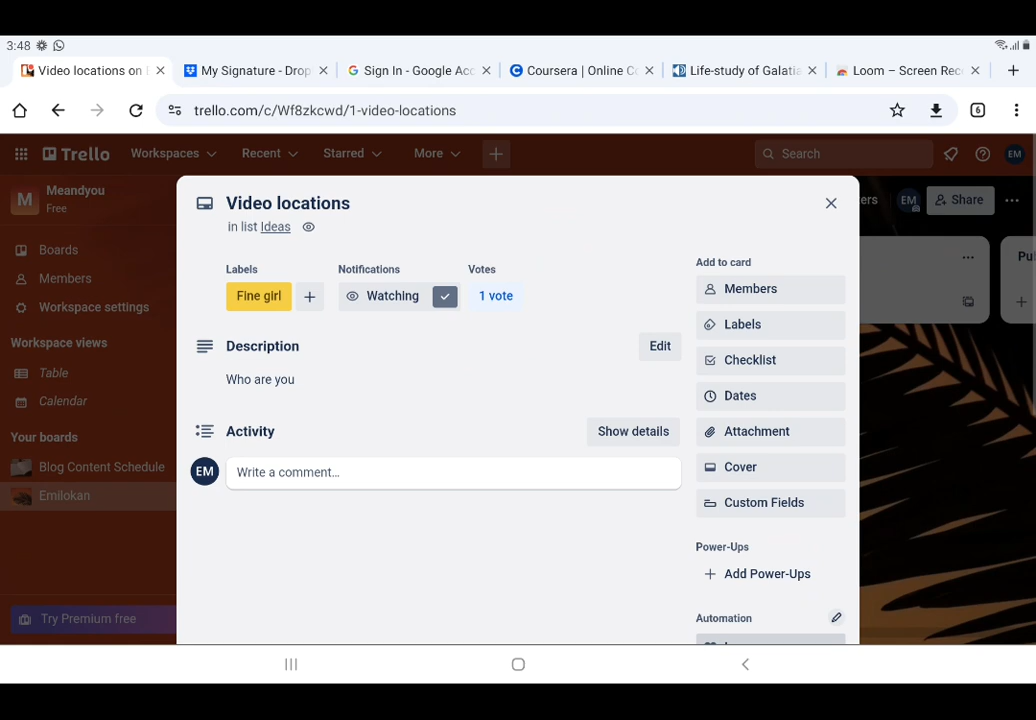 3:48
Video locations on
My Signature - Drop
Sign In - Google Acc
Coursera | Online Co
Life-study of Galatia
Loom – Screen Rec
trello.com/c/Wf8zkcwd/1-video-locations
6
Trello
Workspaces
Recent
Starred
More
Search
EM
M
Meandyou
Free
EM
Share
Boards
Members
Workspace settings
Workspace views
Table
Calendar
Your boards
Blog Content Schedule
Emilokan
Try Premium free
Video locations
in list Ideas
Labels
Notifications
Votes
Fine girl
Watching
1 vote
Description
Edit
Who are you
Activity
Show details
EM
Write a comment…
Add to card
Members
Labels
Checklist
Dates
Attachment
Cover
Custom Fields
Power-Ups
Add Power-Ups
Automation